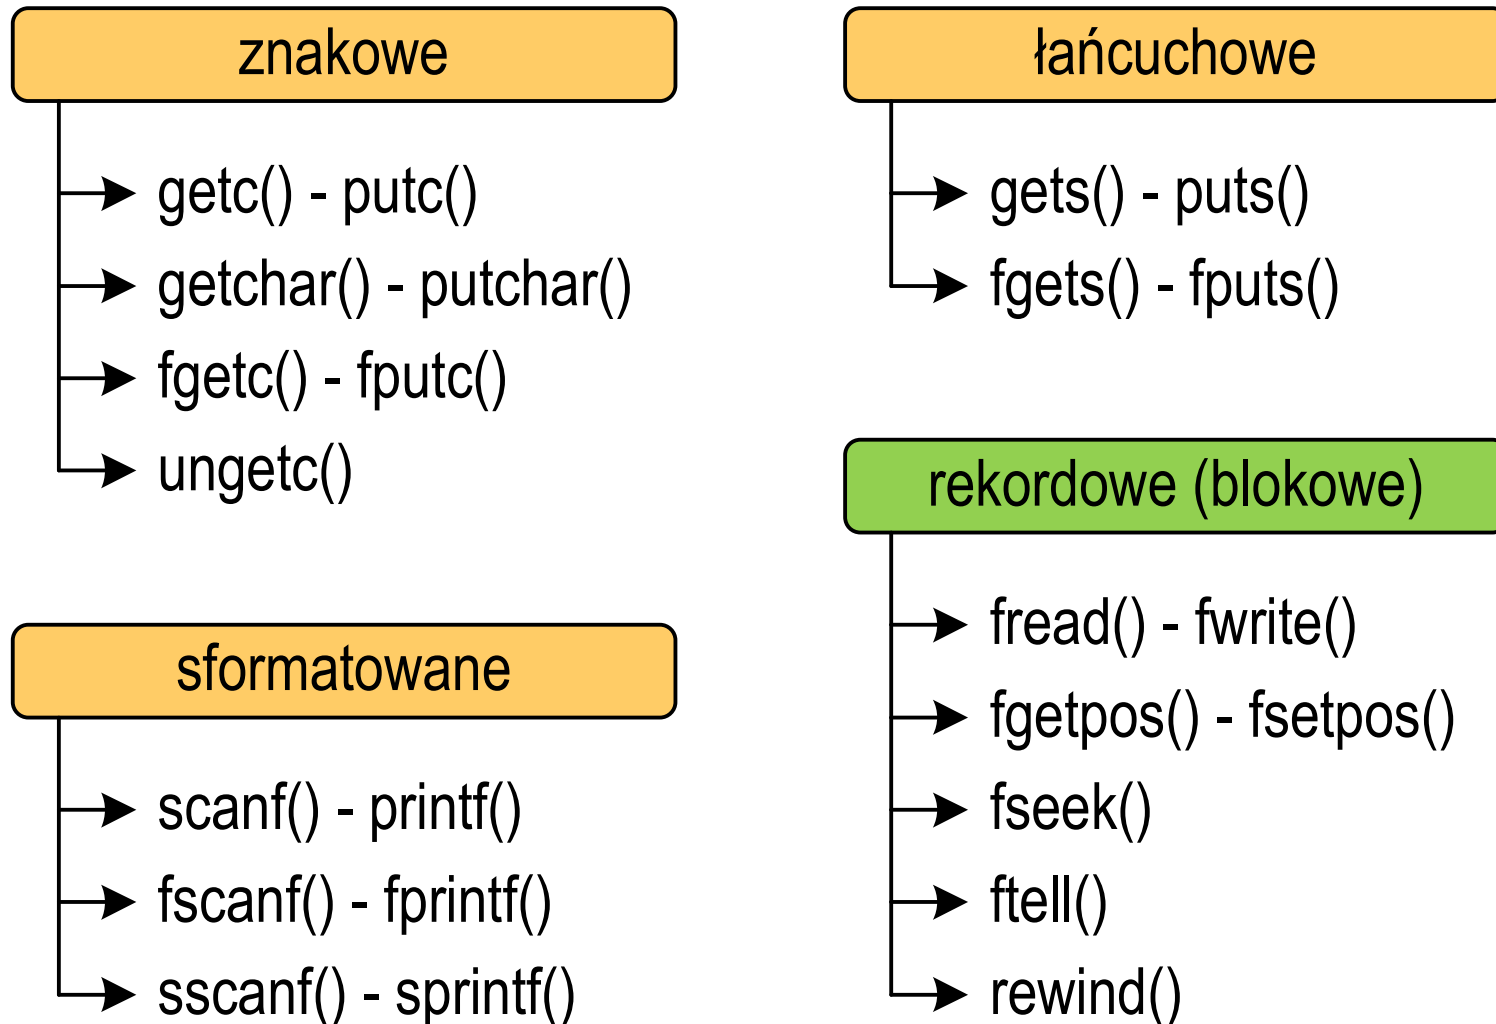 znakowe
getc() - putc()
getchar() - putchar()
fgetc() - fputc()
ungetc()
sformatowane
scanf() - printf()
fscanf() - fprintf()
sscanf() - sprintf()
łańcuchowe
gets() - puts()
fgets() - fputs()
rekordowe (blokowe)
fread() - fwrite()
fgetpos() - fsetpos()
fseek()
ftell()
rewind()